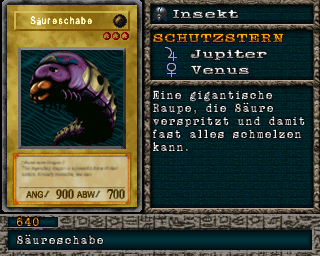 Säureschabe
ANG/ 900 ABW/ 700
Insekt
SCHUTZSTERN
♃ Jupiter
♀ Venus
Eine gigantische
Raupe, die Säure
verspritzt und damit
fast alles schmelzen
kann.
640
Säureschabe